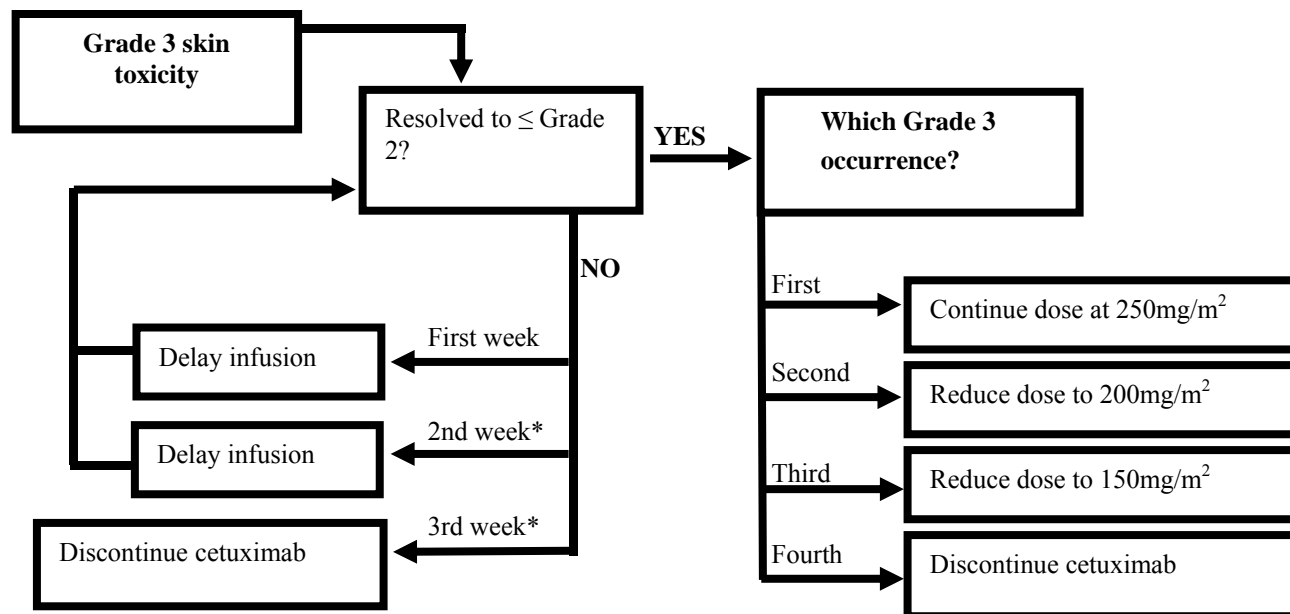 Grade 3 skin
toxicity
Resolved to ≤ Grade
2?
YES
Which Grade 3
occurrence?
NO
First week
Delay infusion
2nd week*
Delay infusion
3rd week*
Discontinue cetuximab
First
Continue dose at 250mg/m²
Second
Reduce dose to 200mg/m²
Third
Reduce dose to 150mg/m²
Fourth
Discontinue cetuximab